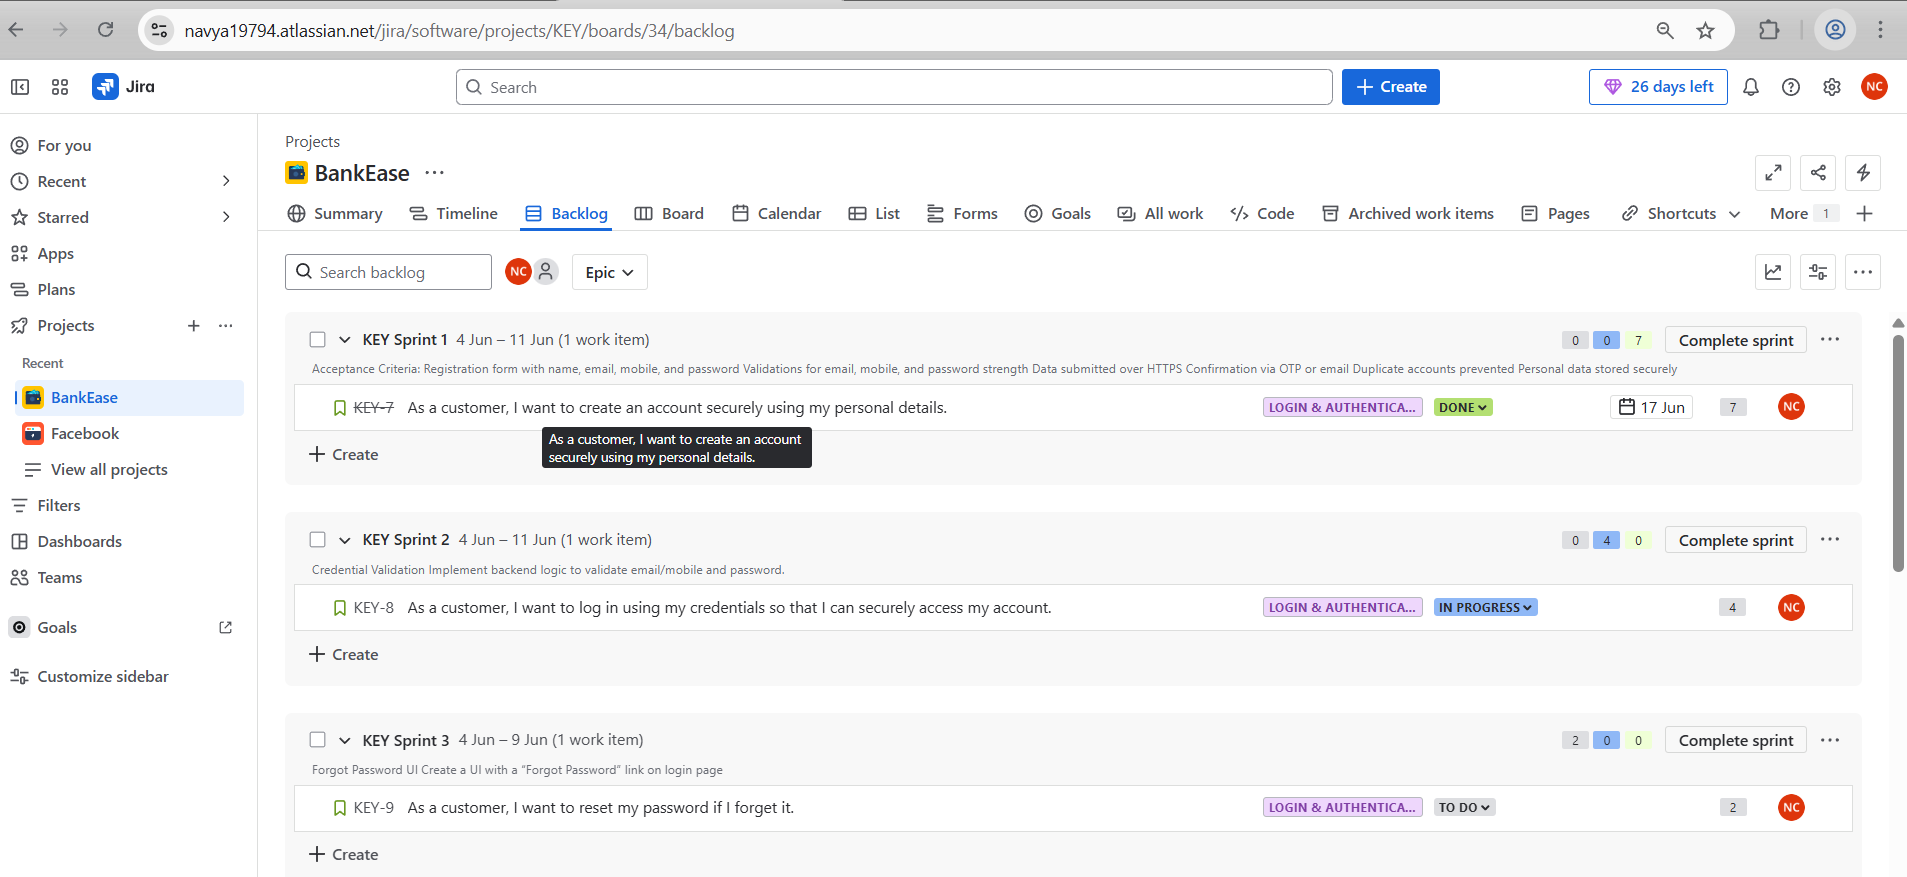 navya19794.atlassian.net/jira/software/projects/KEY/boards/34/backlog
Jira
Search
Create
26 days left
NC
For you
Recent
Starred
Apps
Plans
Projects
Recent
BankEase
Facebook
View all projects
Filters
Dashboards
Teams
Goals
Customize sidebar
Projects
BankEase
Summary Timeline Backlog Board Calendar List Forms Goals All work Code Archived work items Pages Shortcuts More 1
Search backlog NC Epic
KEY Sprint 1 4 Jun – 11 Jun (1 work item) 0 0 7 Complete sprint
Acceptance Criteria: Registration form with name, email, mobile, and password Validations for email, mobile, and password strength Data submitted over HTTPS Confirmation via OTP or email Duplicate accounts prevented Personal data stored securely
KEY-7 As a customer, I want to create an account securely using my personal details. LOGIN & AUTHENTICA... DONE 17 Jun 7 NC
As a customer, I want to create an account
securely using my personal details.
Create
KEY Sprint 2 4 Jun – 11 Jun (1 work item) 0 4 0 Complete sprint
Credential Validation Implement backend logic to validate email/mobile and password.
KEY-8 As a customer, I want to log in using my credentials so that I can securely access my account. LOGIN & AUTHENTICA... IN PROGRESS 4 NC
Create
KEY Sprint 3 4 Jun – 9 Jun (1 work item) 2 0 0 Complete sprint
Forgot Password UI Create a UI with a “Forgot Password” link on login page
KEY-9 As a customer, I want to reset my password if I forget it. LOGIN & AUTHENTICA... TO DO 2 NC
Create